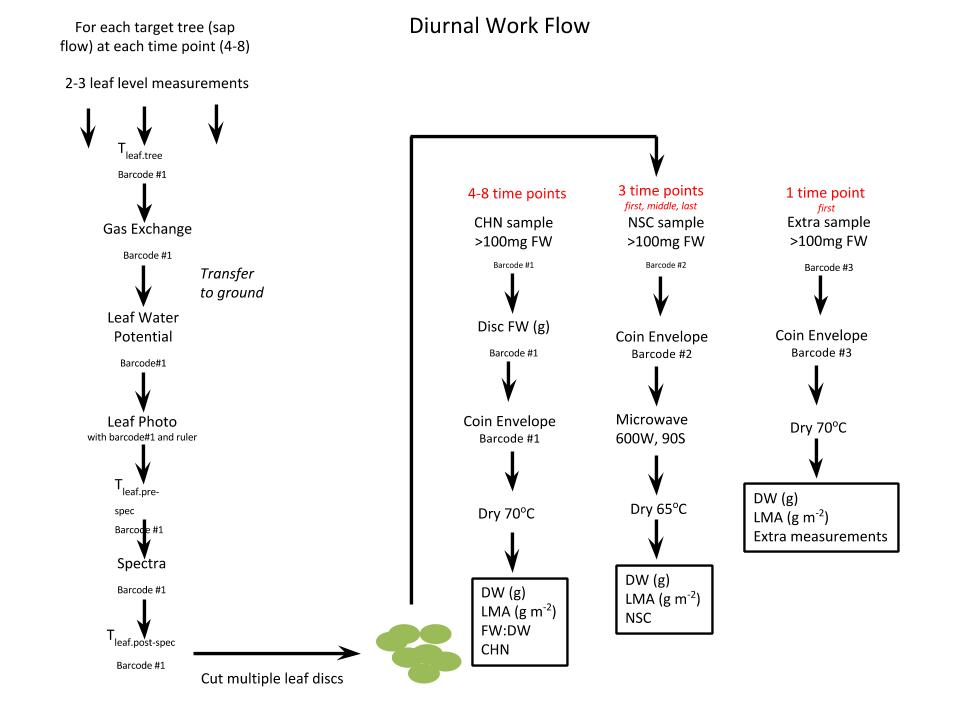 Diurnal Work Flow
For each target tree (sap
flow) at each time point (4-8)
2-3 leaf level measurements
Tleaf.tree
Barcode #1
Gas Exchange
Barcode #1
Transfer
to ground
Leaf Water
Potential
Barcode#1
Leaf Photo
with barcode#1 and ruler
Tleaf.pre-
spec
Barcode #1
Spectra
Barcode #1
Tleaf.post-spec
Barcode #1
Cut multiple leaf discs
4-8 time points
CHN sample
>100mg FW
Barcode #1
Disc FW (g)
Barcode #1
Coin Envelope
Barcode #1
Dry 70°C
DW (g)
LMA (g m-2)
FW:DW
CHN
3 time points
first, middle, last
NSC sample
>100mg FW
Barcode #2
Coin Envelope
Barcode #2
Microwave
600W, 90S
Dry 65°C
DW (g)
LMA (g m-2)
NSC
1 time point
first
Extra sample
>100mg FW
Barcode #3
Coin Envelope
Barcode #3
Dry 70°C
DW (g)
LMA (g m-2)
Extra measurements